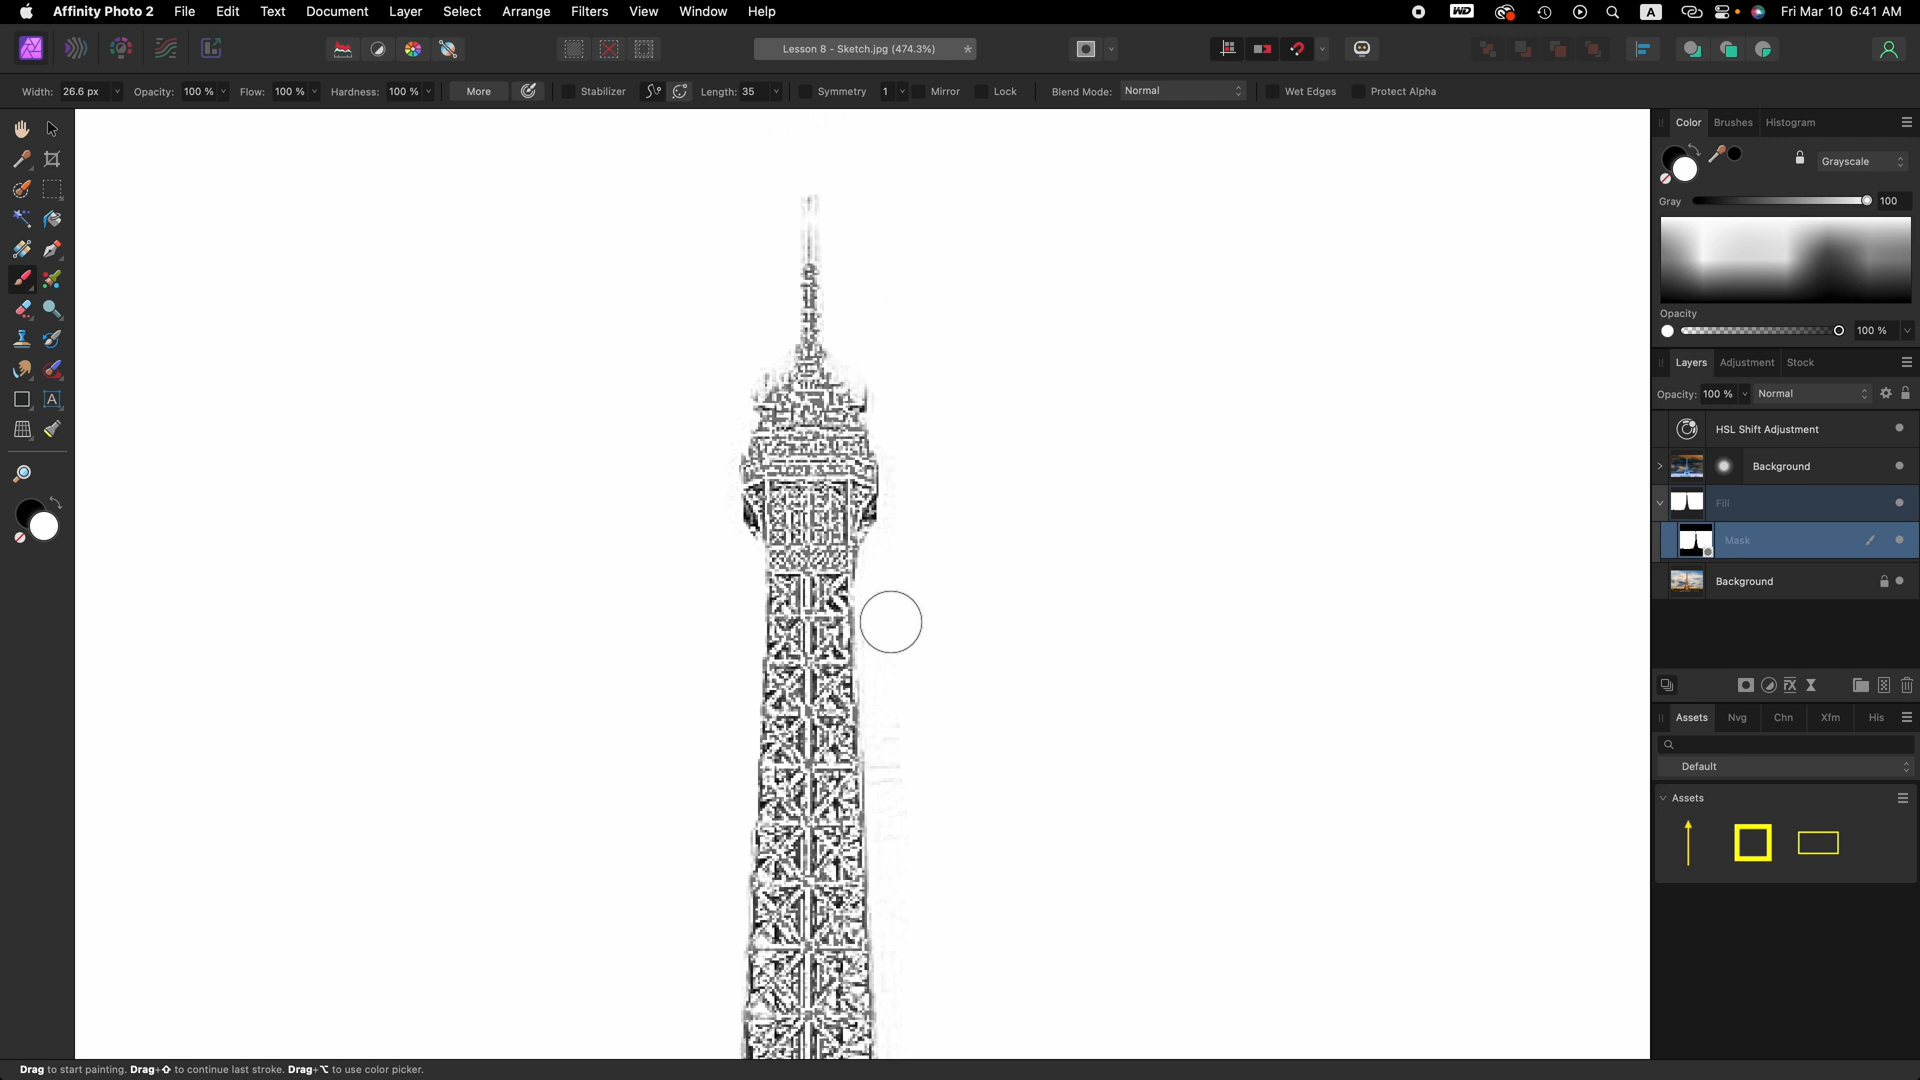 Affinity Photo 2 File Edit Text Document Layer Select Arrange Filters View Window Help WD A Fri Mar 10 6:41 AM
Lesson 8 - Sketch.jpg (474.3%)
Width: 26.6 px Opacity: 100 % Flow: 100 % Hardness: 100 % More Stabilizer Length: 35 Symmetry 1 Mirror Lock Blend Mode: Normal Wet Edges Protect Alpha
Color Brushes Histogram
Grayscale
Gray 100
Opacity
100 %
Layers Adjustment Stock
Opacity: 100 % Normal
HSL Shift Adjustment
Background
Fill
Mask
Background
Assets Nvg Chn Xfm His
Default
Assets
Drag to start painting. Drag+⇧ to continue last stroke. Drag+⌥ to use color picker.